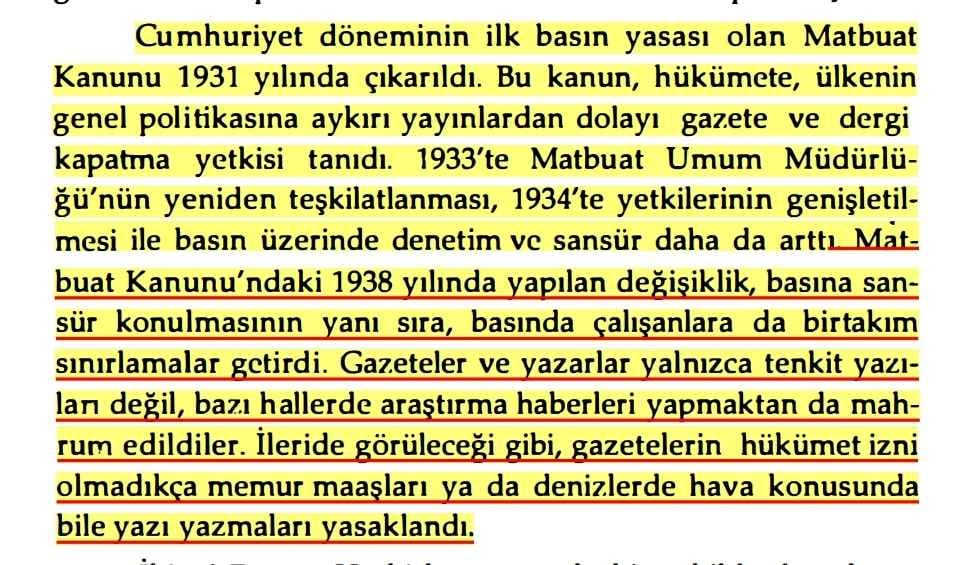 Cumhuriyet döneminin ilk basın yasası olan Matbuat
Kanunu 1931 yılında çıkarıldı. Bu kanun, hükümete, ülkenin
genel politikasına aykırı yayınlardan dolayı gazete ve dergi
kapatma yetkisi tanıdı. 1933'te Matbuat Umum Müdürlü-
ğü'nün yeniden teşkilatlanması, 1934'te yetkilerinin genişletil-
mesi ile basın üzerinde denetim ve sansür daha da arttı. Mat-
buat Kanunu'ndaki 1938 yılında yapılan değişiklik, basına san-
sür konulmasının yanı sıra, basında çalışanlara da birtakım
sınırlamalar getirdi. Gazeteler ve yazarlar yalnızca tenkit yazı-
ları değil, bazı hallerde araştırma haberleri yapmaktan da mah-
rum edildiler. İleride görüleceği gibi, gazetelerin hükümet izni
olmadıkça memur maaşları ya da denizlerde hava konusunda
bile yazı yazmaları yasaklandı.